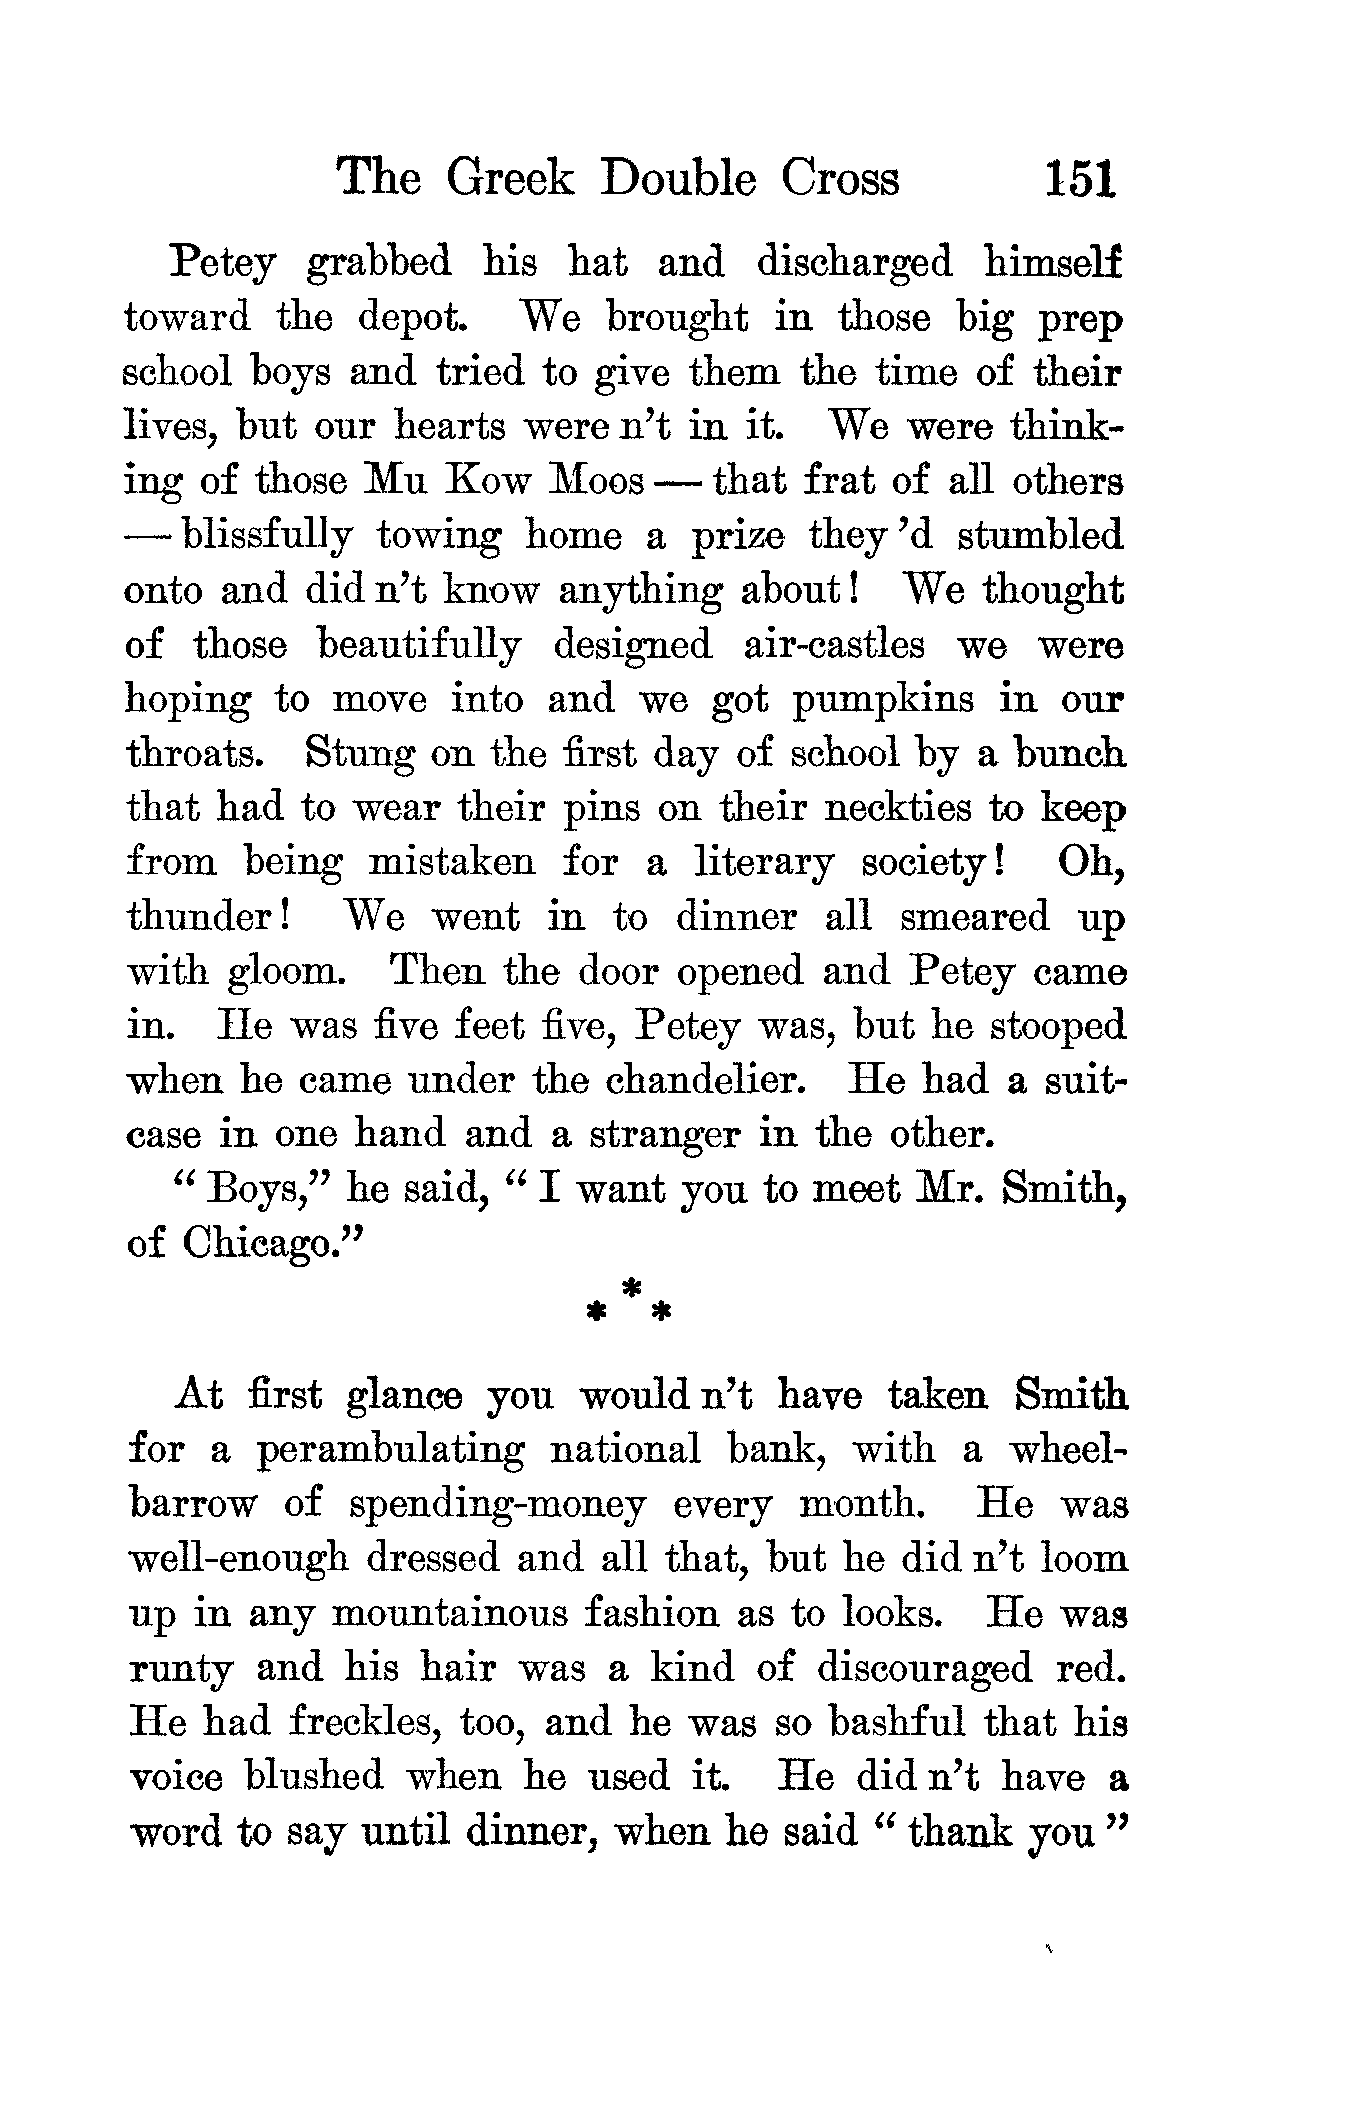 The Greek Double Cross 151
Petey grabbed his hat and discharged himself
toward the depot. We brought in those big prep
school boys and tried to give them the time of their
lives, but our hearts were n't in it. We were think-
ing of those Mu Kow Moos — that frat of all others
— blissfully towing home a prize they 'd stumbled
onto and did n't know anything about! We thought
of those beautifully designed air-castles we were
hoping to move into and we got pumpkins in our
throats. Stung on the first day of school by a bunch
that had to wear their pins on their neckties to keep
from being mistaken for a literary society! Oh,
thunder! We went in to dinner all smeared up
with gloom. Then the door opened and Petey came
in. He was five feet five, Petey was, but he stooped
when he came under the chandelier. He had a suit-
case in one hand and a stranger in the other.
“ Boys,” he said, “ I want you to meet Mr. Smith,
of Chicago.”
* * *
At first glance you would n't have taken Smith
for a perambulating national bank, with a wheel-
barrow of spending-money every month. He was
well-enough dressed and all that, but he did n't loom
up in any mountainous fashion as to looks. He was
runty and his hair was a kind of discouraged red.
He had freckles, too, and he was so bashful that his
voice blushed when he used it. He did n't have a
word to say until dinner, when he said “ thank you ”